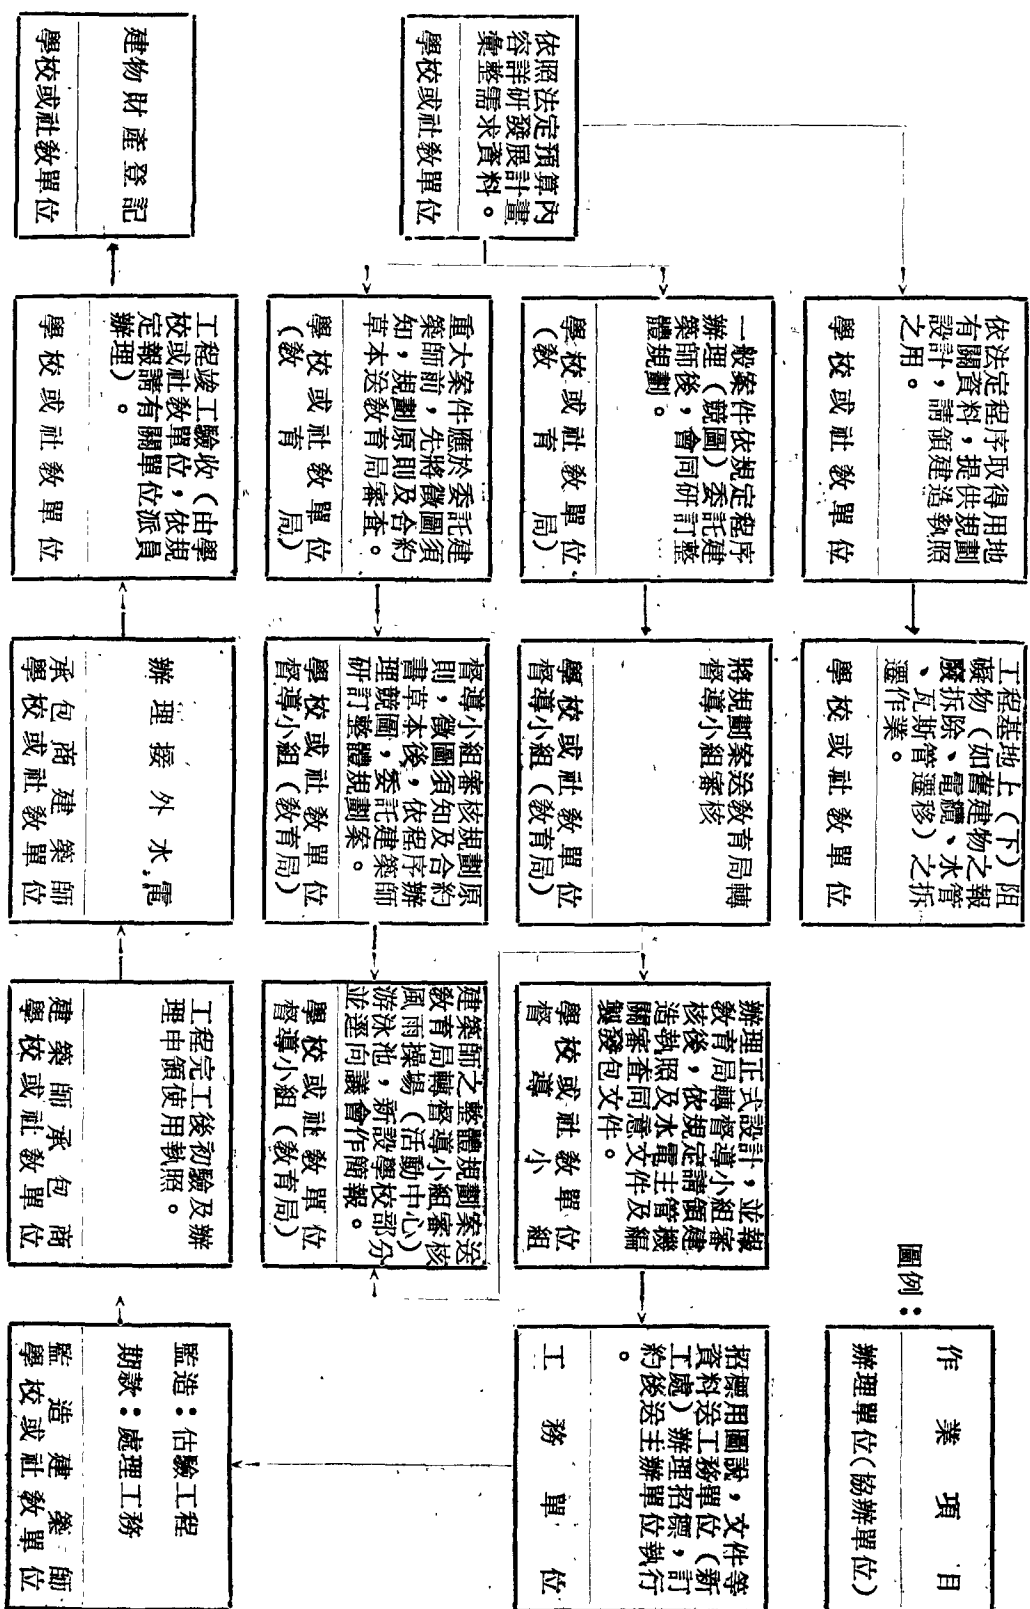 依照法定預算內
容詳研發展計畫
彙整需求資料。
學校或社教單位
依法定程序取得用地
有關資料，提供規劃
設計，請領建造執照
之用。
學校或社教單位
工程基地上（下）阻
礙物（如舊建物之報
廢拆除、電纜、水管
、瓦斯管遷移）之拆
遷作業。
學校或社教單位
一般案件依規定程序
辦理（競圖）委託建
築師後，會同研訂整
體規劃。
學校或社教單位
（教育局）
將規劃案送教育局轉
督導小組審核
學校或社教單位
督導小組（教育局）
辦理正式設計，並報
教育局轉督導小組審
核後，依規定請領建
造執照及水電主管機
關審查同意文件及編
製發包文件。
學校或社教單位
督導小組
招標用圖說，文件等
資料送工務單位（新
工處）辦理招標，訂
約後送主辦單位執行
。
工務單位
重大案件應於委託建
築師前，先將徵圖須
知，規劃原則及合約
草本送教育局審查。
學校或社教單位
（教育局）
督導小組審核規劃原
則，徵圖須知及合約
書草本後，依程序辦
理競圖，委託建築師
研訂整體規劃案。
學校或社教單位
督導小組（教育局）
建築師之整體規劃案送
教育局轉督導小組審核
風雨操場（活動中心）
游泳池，新設學校部分
並逕向議會作簡報。
學校或社教單位
督導小組（教育局）
監造：估驗工程
期款：處理工務
監造建築師
學校或社教單位
工程完工後初驗及辦
理申領使用執照。
建築師承包商
學校或社教單位
辦理接外水，電
承包商建築師
學校或社教單位
工程竣工驗收（由學
校或社教單位，依規
定報請有關單位派員
辦理）。
學校或社教單位
建物財產登記
學校或社教單位
圖例：
作業項目
辦理單位（協辦單位）